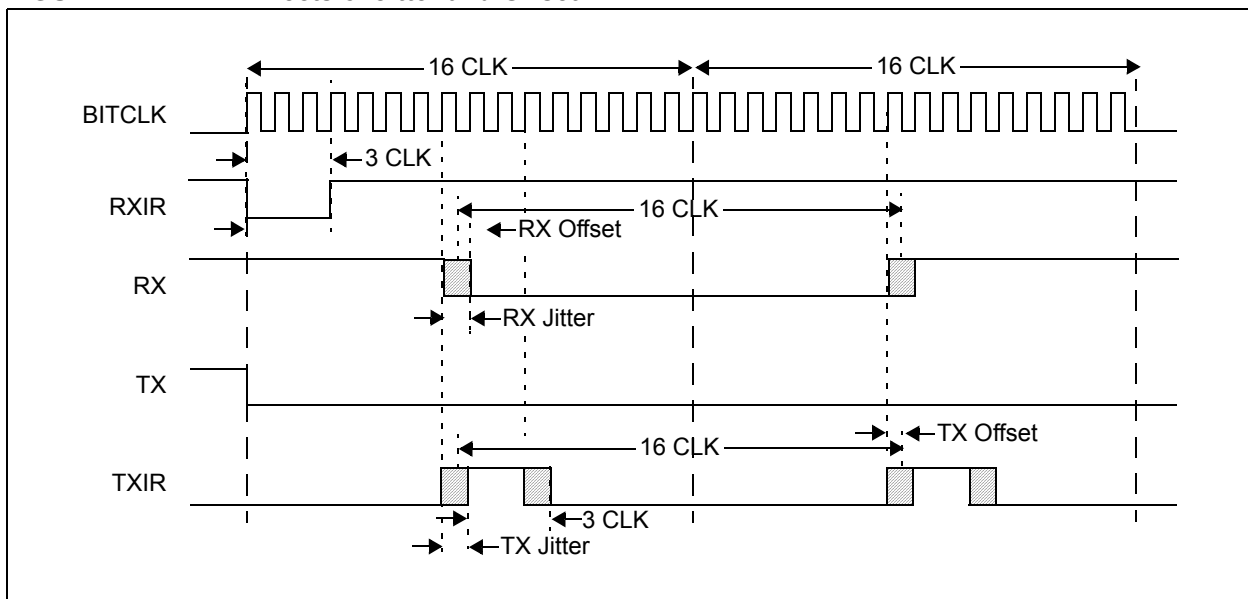 16 CLK 16 CLK
BITCLK
3 CLK
RXIR
16 CLK
RX Offset
RX
RX Jitter
TX
16 CLK
TX Offset
TXIR
3 CLK
TX Jitter